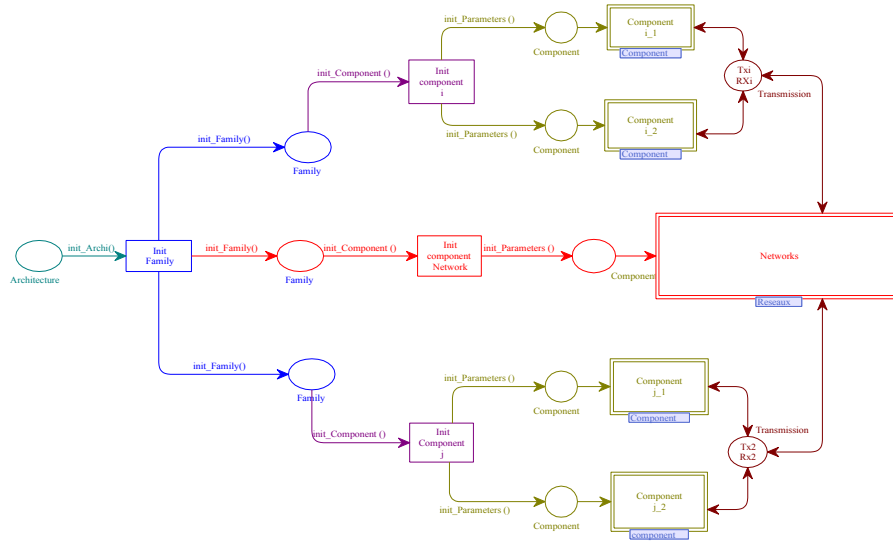 init_Parameters ()
Component
i_1
Component
Component
init_Component ()
Init
component
i
Txi
RXi
Transmission
init_Parameters ()
Component
i_2
Component
Component
init_Family()
Family
init_Archi()
Architecture
Init
Family
init_Family()
Family
init_Component ()
Init
component
Network
init_Parameters ()
Component
Networks
Reseaux
init_Family()
Family
init_Component ()
Init
Component
j
init_Parameters ()
Component
Component
j_1
Component
Transmission
Tx2
Rx2
init_Parameters ()
Component
Component
j_2
component